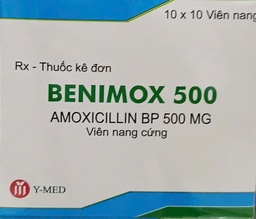 10 x 10 Viên nang
Rx - Thuốc kê đơn
BENIMOX 500
AMOXICILLIN BP 500 MG
Viên nang cứng
Y-MED